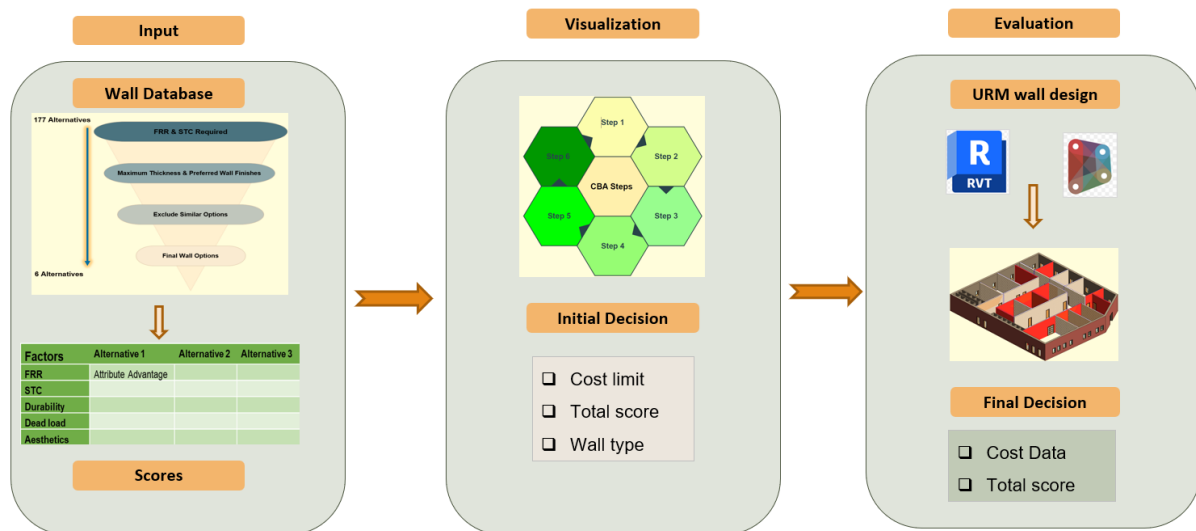 Input
Wall Database
177 Alternatives
FRR & STC Required
Maximum Thickness & Preferred Wall Finishes
Exclude Similar Options
Final Wall Options
6 Alternatives
Factors Alternative 1 Alternative 2 Alternative 3
FRR Attribute Advantage
STC
Durability
Dead load
Aesthetics
Scores
Visualization
Step 1
Step 2
Step 3
Step 4
Step 5
Step 6
CBA Steps
Initial Decision
Cost limit
Total score
Wall type
Evaluation
URM wall design
R
RVT
Final Decision
Cost Data
Total score